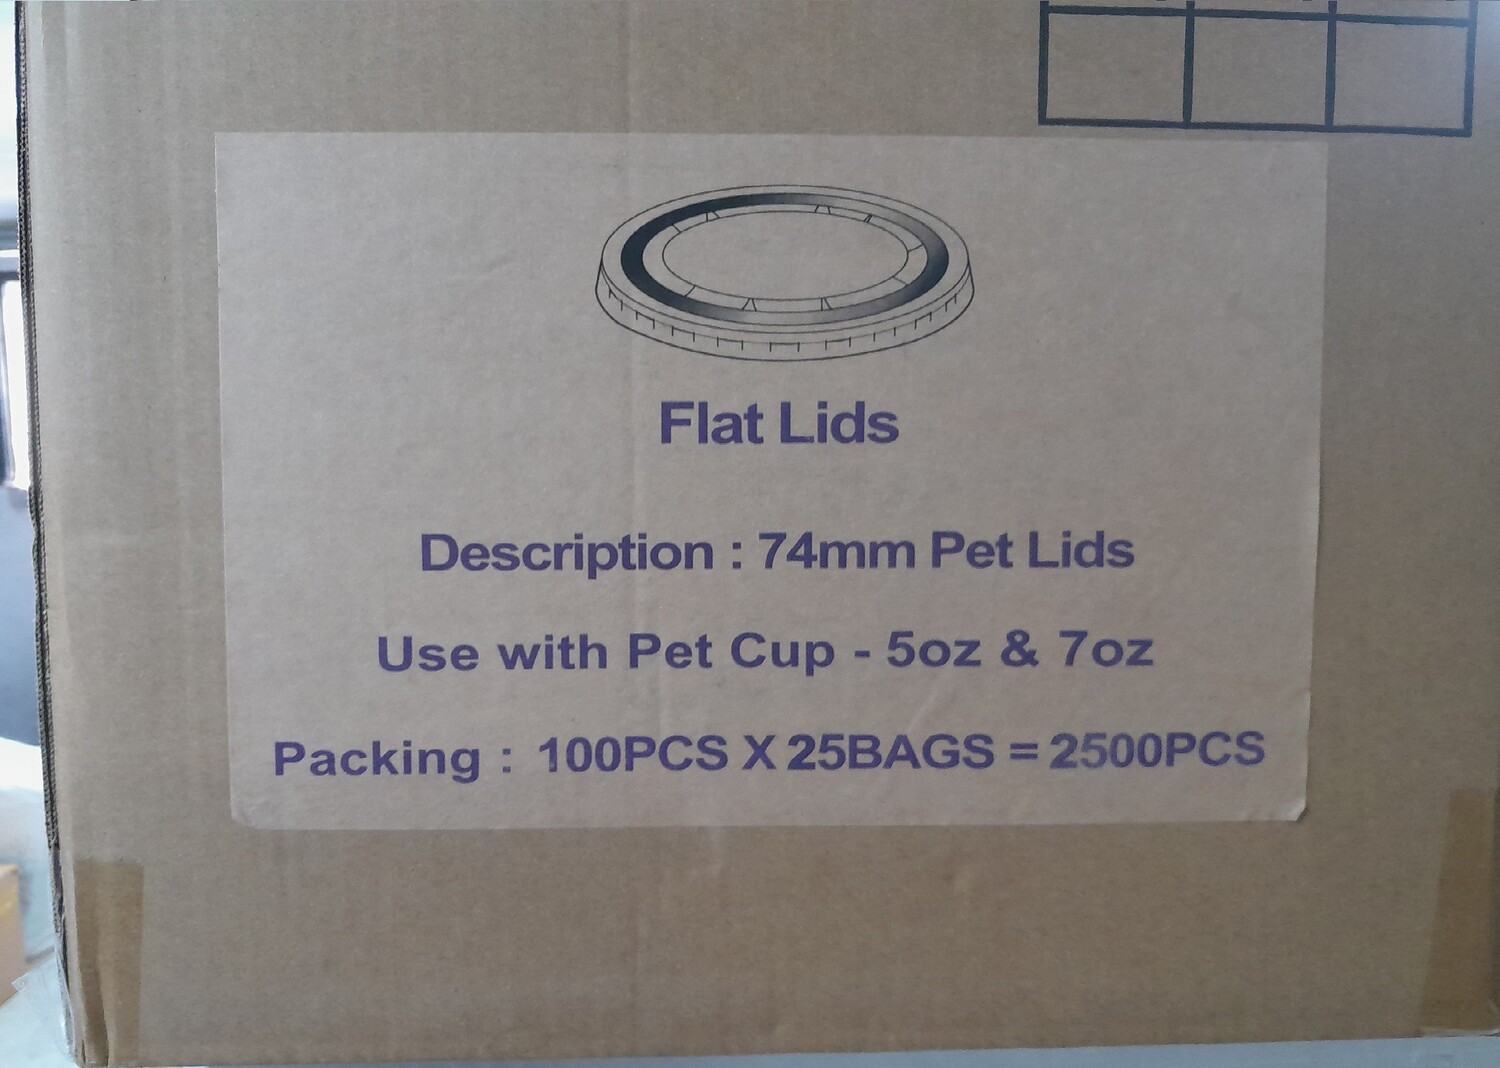 Flat Lids
Description : 74mm Pet Lids
Use with Pet Cup - 5oz & 7oz
Packing : 100PCS X 25BAGS = 2500PCS